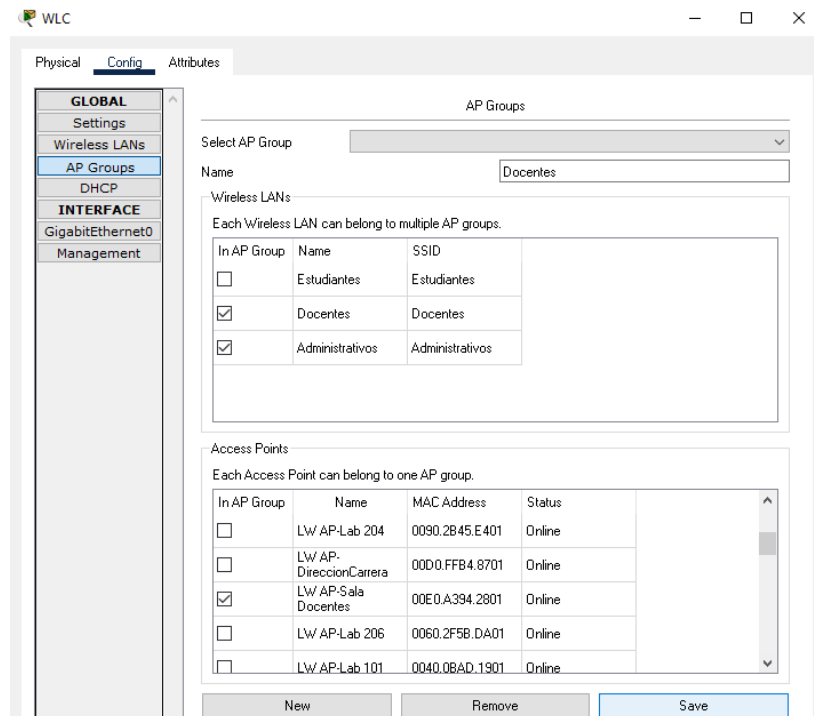 WLC
Physical Config Attributes
GLOBAL
Settings
Wireless LANs
AP Groups
DHCP
INTERFACE
GigabitEthernet0
Management
AP Groups
Select AP Group
Name Docentes
Wireless LANs
Each Wireless LAN can belong to multiple AP groups.
In AP Group Name SSID
Estudiantes Estudiantes
Docentes Docentes
Administrativos Administrativos
Access Points
Each Access Point can belong to one AP group.
In AP Group Name MAC Address Status
LW AP-Lab 204 0090.2B45.E401 Online
LW AP-
DireccionCarrera 00D0.FFB4.8701 Online
LW AP-Sala
Docentes 00E0.A394.2801 Online
LW AP-Lab 206 0060.2F5B.DA01 Online
LW AP-Lab 101 0040.0BAD.1901 Online
New Remove Save